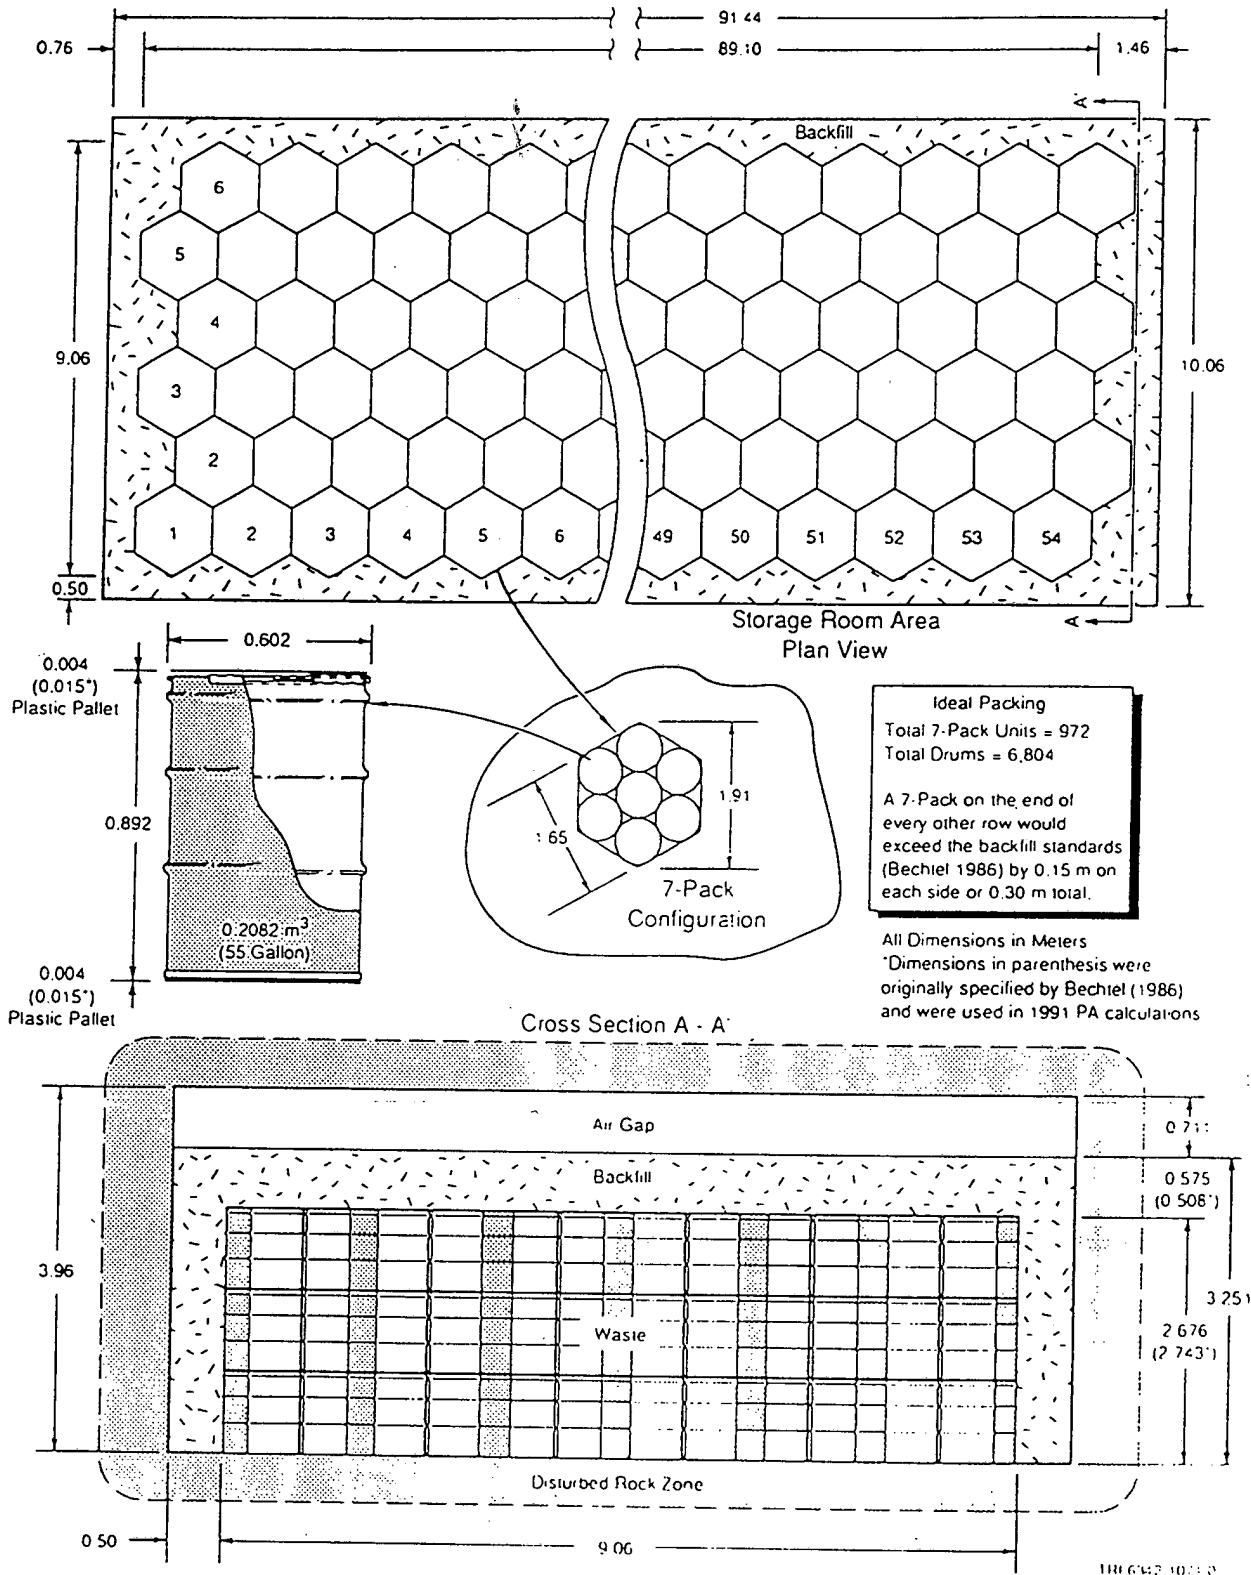 91.44
0.76
89.10
1.46
A'
Backfill
6
5
4
9.06
10.06
3
2
1 2 3 4 5 6 49 50 51 52 53 54
0.50
A
Storage Room Area
Plan View
0.602
0.004
(0.015*)
Plastic Pallet
0.892
0.2082 m³
(55 Gallon)
0.004
(0.015*)
Plastic Pallet
1.91
1.65
7-Pack
Configuration
Ideal Packing
Total 7-Pack Units = 972
Total Drums = 6,804
A 7-Pack on the end of
every other row would
exceed the backfill standards
(Bechtel 1986) by 0.15 m on
each side or 0.30 m total.
All Dimensions in Meters
*Dimensions in parenthesis were
originally specified by Bechtel (1986)
and were used in 1991 PA calculations
Cross Section A - A'
Air Gap
0.711
Backfill
0.575
(0.508*)
3.96
3.251
Waste
2.676
(2.743*)
Disturbed Rock Zone
0.50
9.06